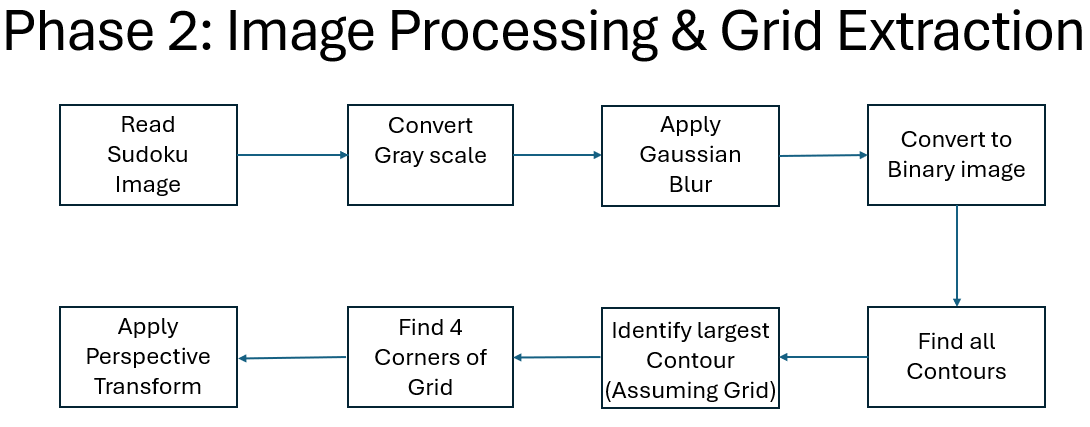 Phase 2: Image Processing & Grid Extraction
Read
Sudoku
Image
Convert
Gray scale
Apply
Gaussian
Blur
Convert to
Binary image
Find all
Contours
Identify largest
Contour
(Assuming Grid)
Find 4
Corners of
Grid
Apply
Perspective
Transform